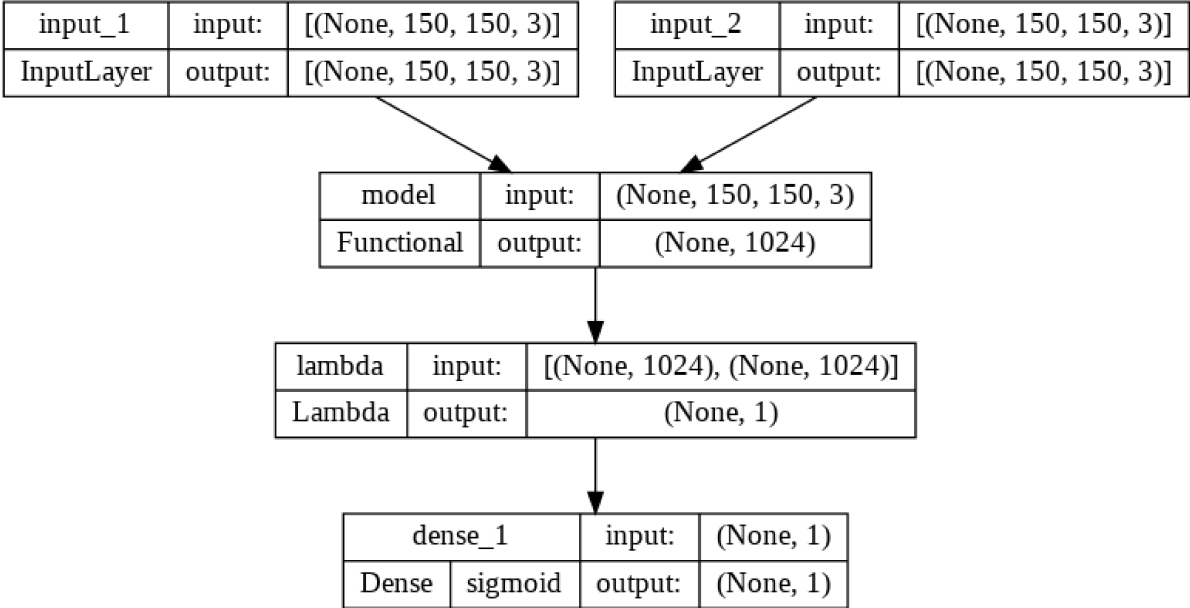 input_1 input: [(None, 150, 150, 3)] input_2 input: [(None, 150, 150, 3)]
InputLayer output: [(None, 150, 150, 3)] InputLayer output: [(None, 150, 150, 3)]
model input: (None, 150, 150, 3)
Functional output: (None, 1024)
lambda input: [(None, 1024), (None, 1024)]
Lambda output: (None, 1)
dense_1 input: (None, 1)
Dense sigmoid output: (None, 1)